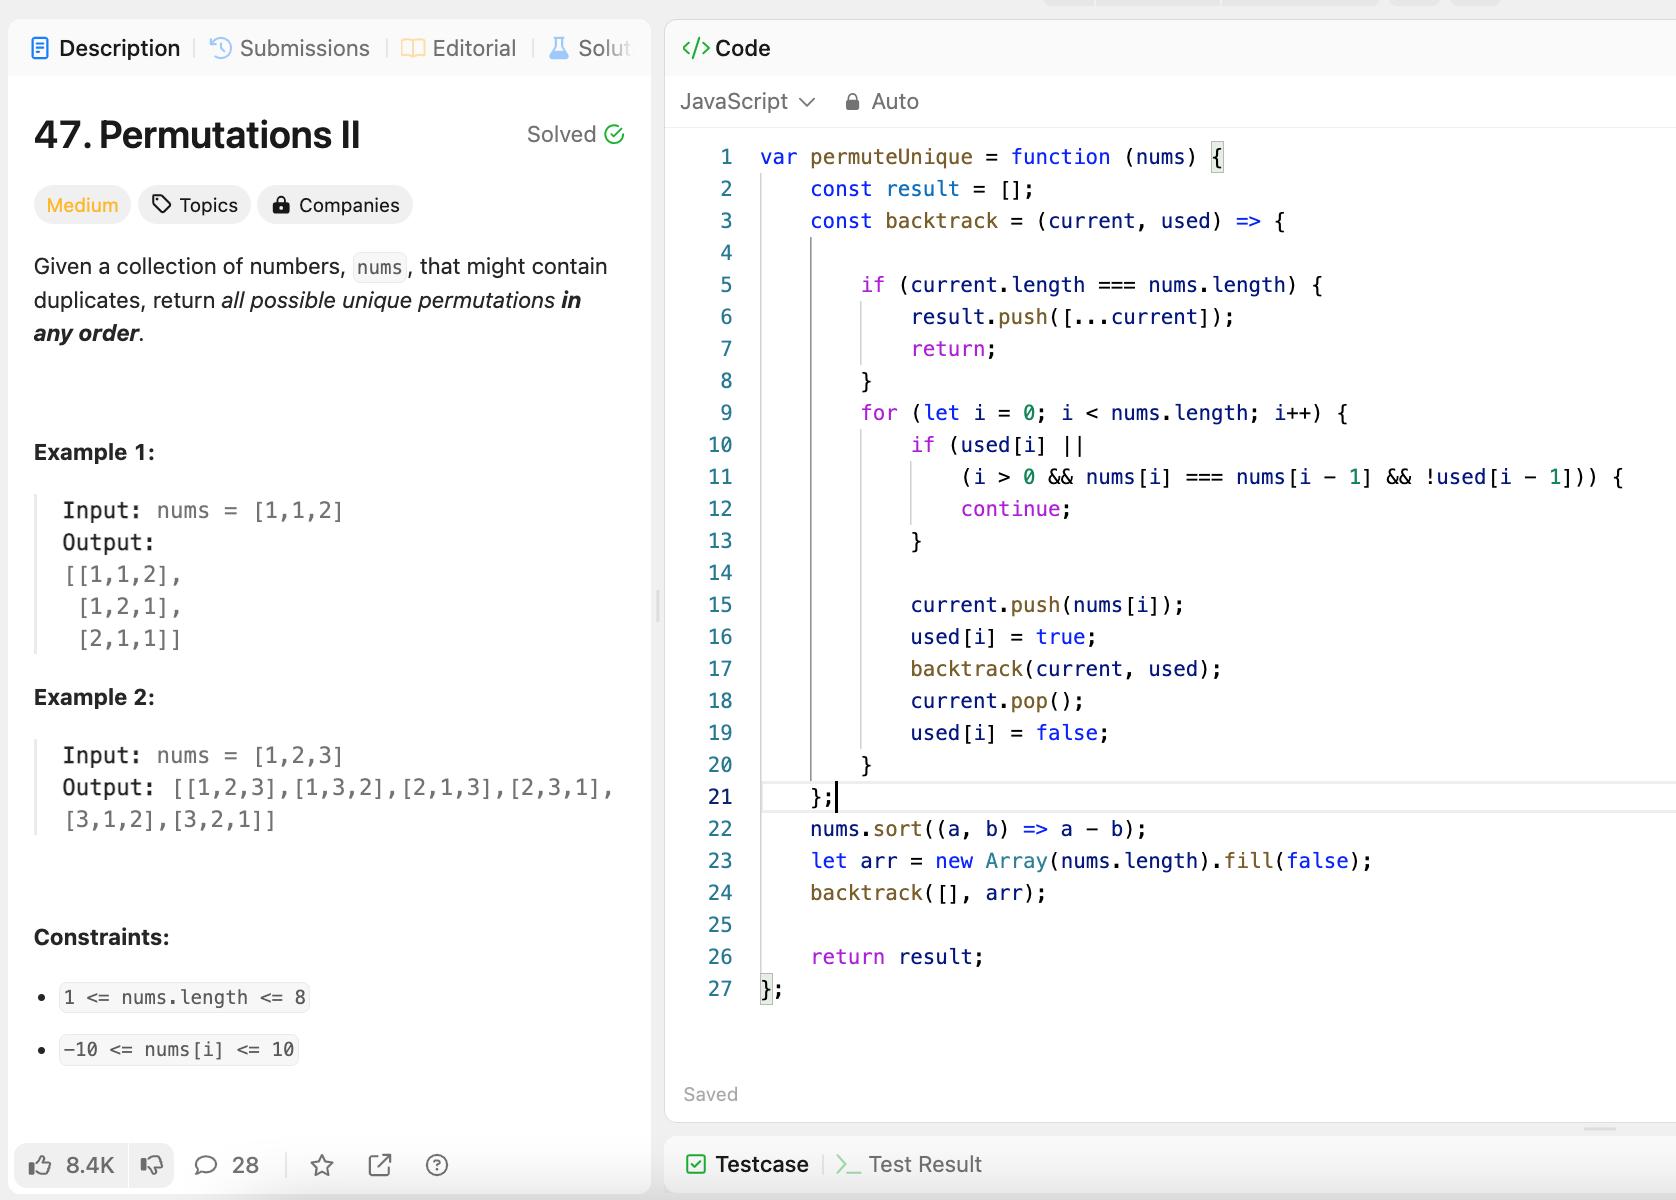 Description
Submissions
Editorial
Solut
47. Permutations II
Solved
Medium
Topics
Companies
Given a collection of numbers, nums, that might contain
duplicates, return all possible unique permutations in
any order.
Example 1:
Input: nums = [1,1,2]
Output:
[[1,1,2],
 [1,2,1],
 [2,1,1]]
Example 2:
Input: nums = [1,2,3]
Output: [[1,2,3],[1,3,2],[2,1,3],[2,3,1],
[3,1,2],[3,2,1]]
Constraints:
• 1 <= nums.length <= 8
• -10 <= nums[i] <= 10
8.4K
28
</> Code
JavaScript
Auto
1 var permuteUnique = function (nums) {
2     const result = [];
3     const backtrack = (current, used) => {
4
5         if (current.length === nums.length) {
6             result.push([...current]);
7             return;
8         }
9         for (let i = 0; i < nums.length; i++) {
10             if (used[i] ||
11                 (i > 0 && nums[i] === nums[i - 1] && !used[i - 1])) {
12                 continue;
13             }
14
15             current.push(nums[i]);
16             used[i] = true;
17             backtrack(current, used);
18             current.pop();
19             used[i] = false;
20         }
21     };
22     nums.sort((a, b) => a - b);
23     let arr = new Array(nums.length).fill(false);
24     backtrack([], arr);
25
26     return result;
27 };
Saved
Testcase
Test Result